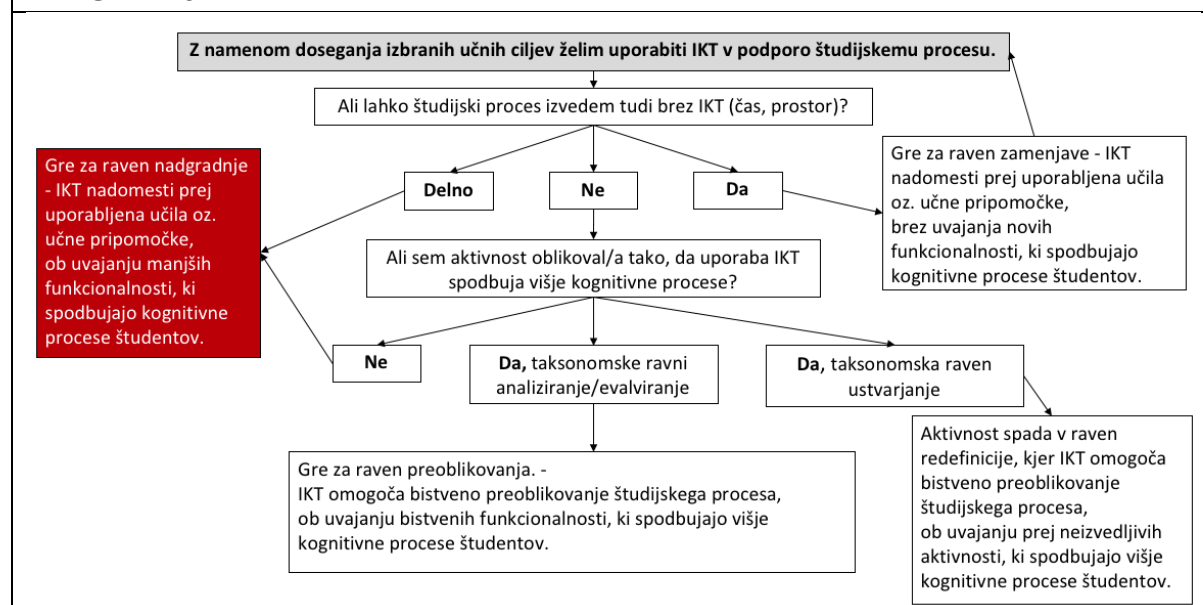 Z namenom doseganja izbranih učnih ciljev želim uporabiti IKT v podporo študijskemu procesu.
Ali lahko študijski proces izvedem tudi brez IKT (čas, prostor)?
Gre za raven nadgradnje
- IKT nadomesti prej
uporabljena učila oz.
učne pripomočke,
ob uvajanju manjših
funkcionalnosti, ki
spodbujajo kognitivne
procese študentov.
Delno
Ne
Da
Gre za raven zamenjave - IKT
nadomesti prej uporabljena učila
oz. učne pripomočke,
brez uvajanja novih
funkcionalnosti, ki spodbujajo
kognitivne procese študentov.
Ali sem aktivnost oblikoval/a tako, da uporaba IKT
spodbuja višje kognitivne procese?
Ne
Da, taksonomske ravni
analiziranje/evalviranje
Da, taksonomska raven
ustvarjanje
Gre za raven preoblikovanja. -
IKT omogoča bistveno preoblikovanje študijskega procesa,
ob uvajanju bistvenih funkcionalnosti, ki spodbujajo višje
kognitivne procese študentov.
Aktivnost spada v raven
redefinicije, kjer IKT omogoča
bistveno preoblikovanje
študijskega procesa,
ob uvajanju prej neizvedljivih
aktivnosti, ki spodbujajo višje
kognitivne procese študentov.